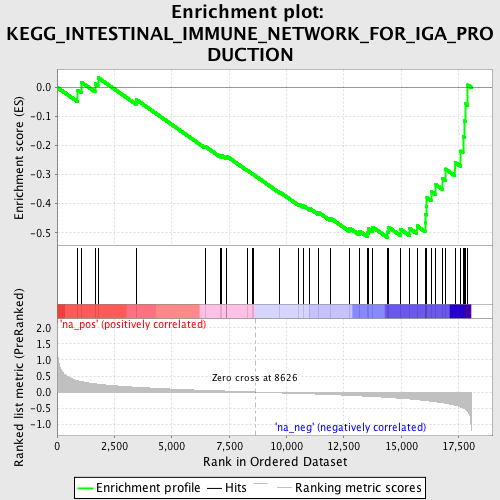 Enrichment plot:
KEGG_INTESTINAL_IMMUNE_NETWORK_FOR_IGA_PRO
DUCTION
Enrichment score (ES)
0.0
-0.1
-0.2
-0.3
-0.4
-0.5
'na_pos' (positively correlated)
Ranked list metric (PreRanked)
2.0
1.5
1.0
0.5
0.0
-0.5
-1.0
Zero cross at 8626
'na_neg' (negatively correlated)
0
2,500
5,000
7,500
10,000
12,500
15,000
17,500
Rank in Ordered Dataset
Enrichment profile
Hits
Ranking metric scores